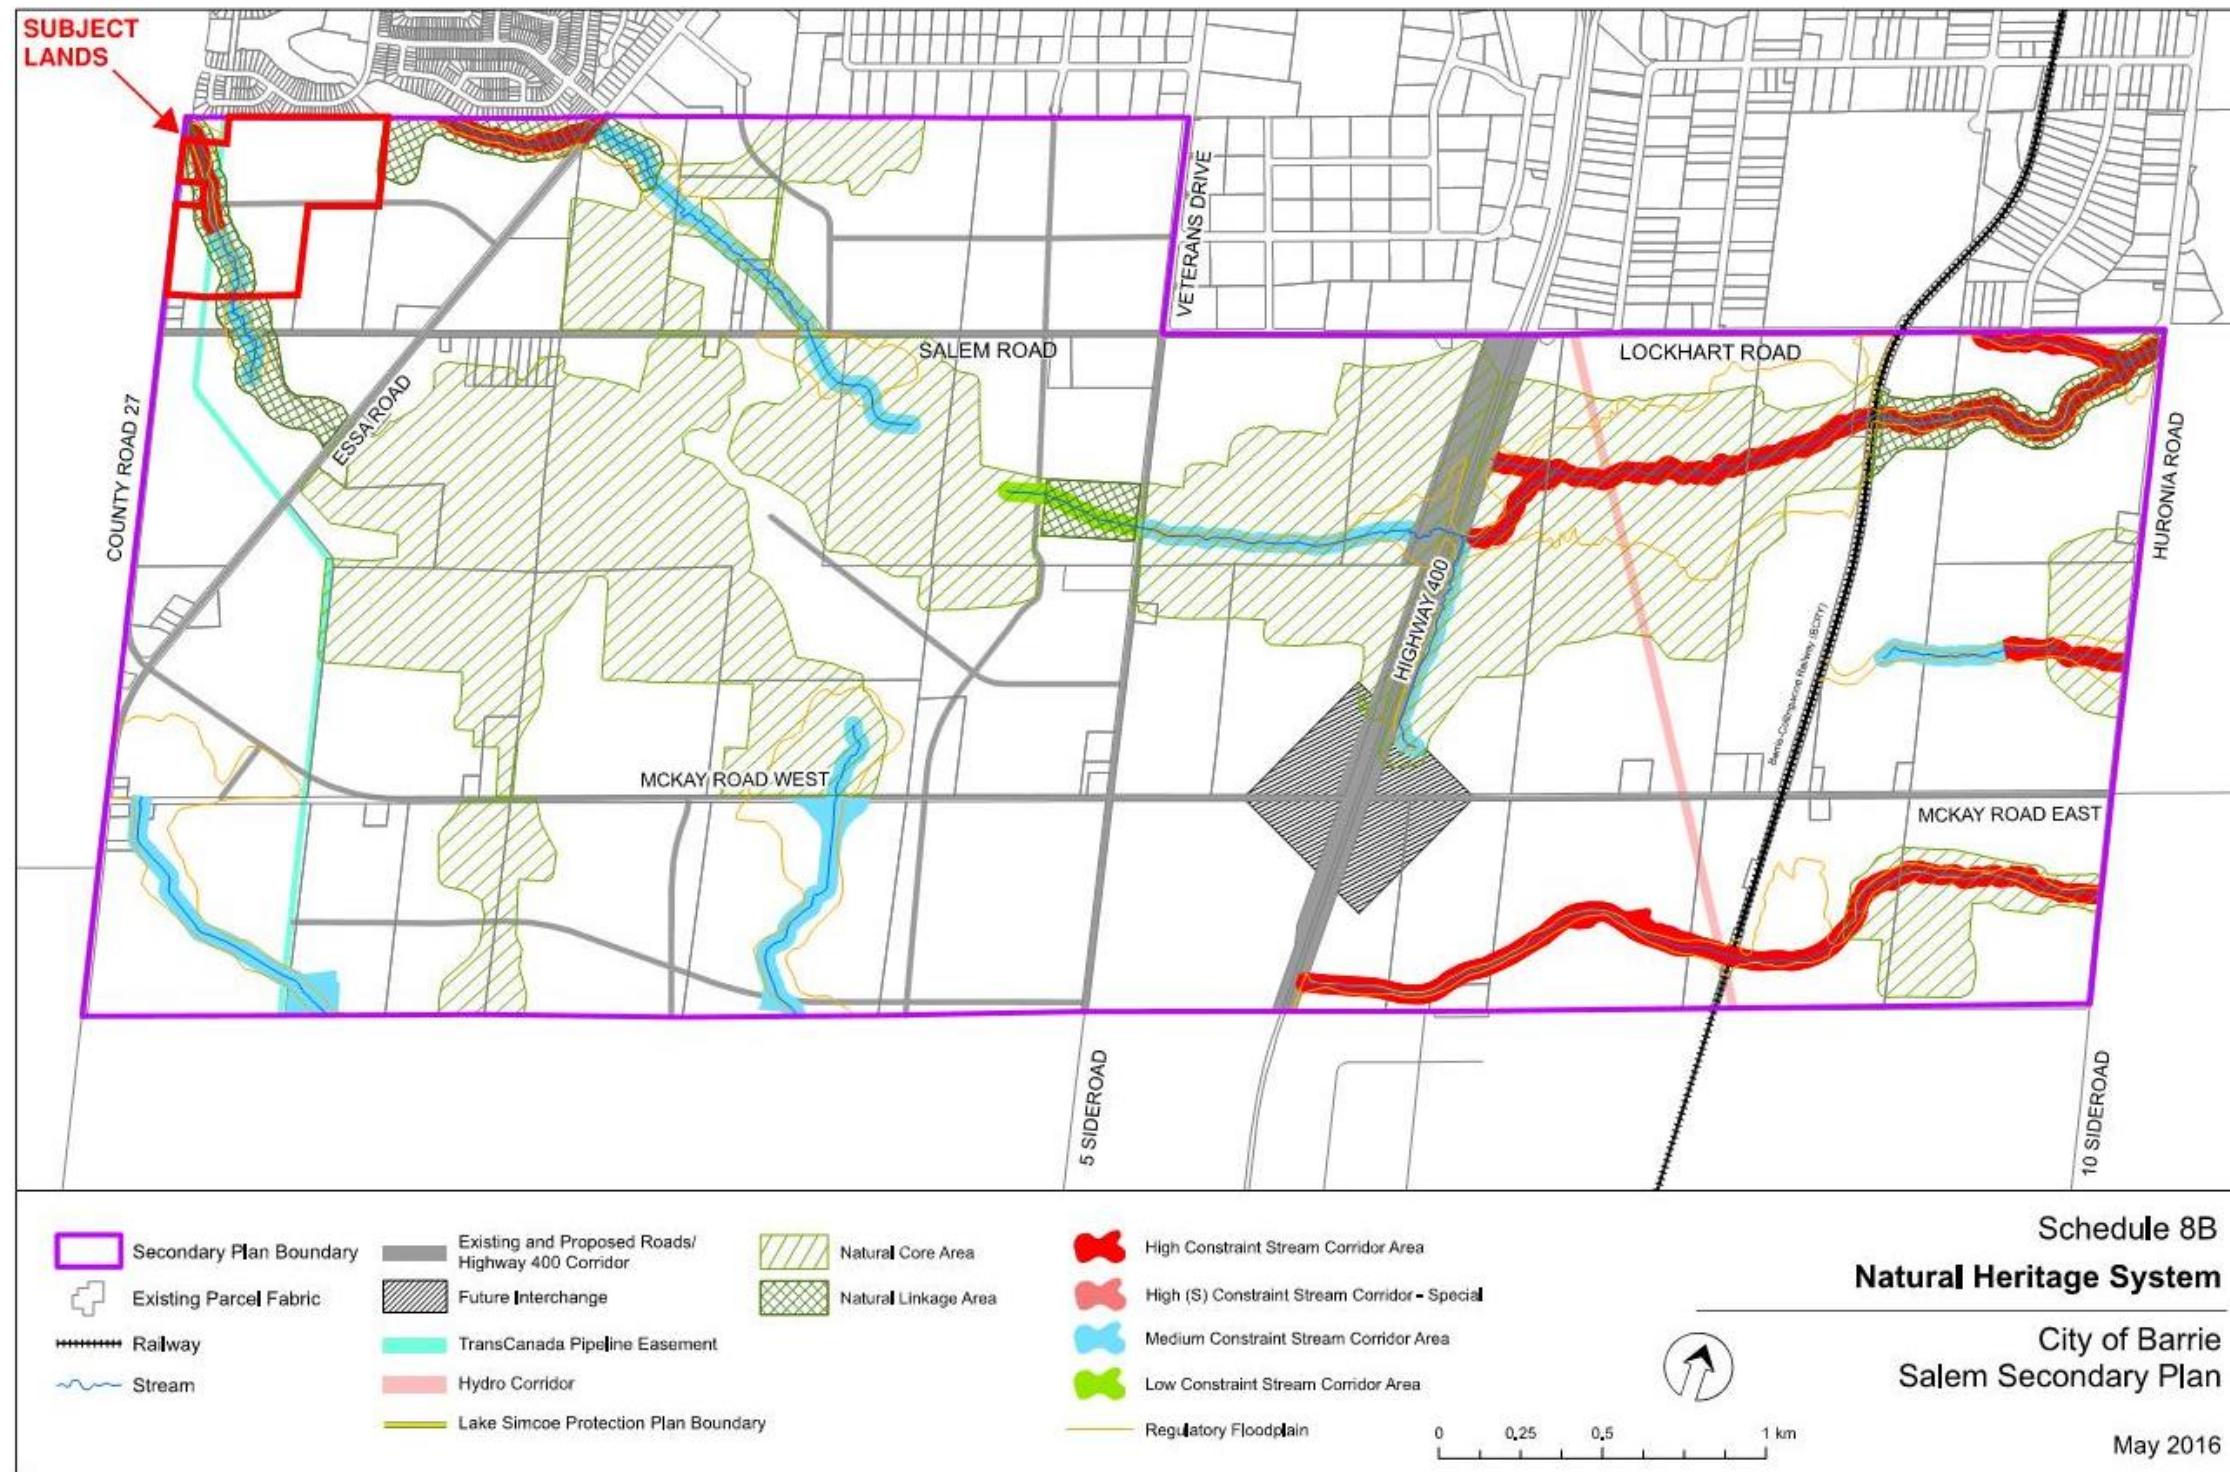 SUBJECT
LANDS
VETERANS DRIVE
SALEM ROAD
LOCKHART ROAD
COUNTY ROAD 27
ESSA ROAD
HURONIA ROAD
HIGHWAY 400
Barrie-Collingwood Railway (BCRY)
MCKAY ROAD WEST
MCKAY ROAD EAST
5 SIDEROAD
10 SIDEROAD
Secondary Plan Boundary
Existing Parcel Fabric
Railway
Stream
Existing and Proposed Roads/
Highway 400 Corridor
Future Interchange
TransCanada Pipeline Easement
Hydro Corridor
Lake Simcoe Protection Plan Boundary
Natural Core Area
Natural Linkage Area
High Constraint Stream Corridor Area
High (S) Constraint Stream Corridor - Special
Medium Constraint Stream Corridor Area
Low Constraint Stream Corridor Area
Regulatory Floodplain
Schedule 8B
Natural Heritage System
City of Barrie
Salem Secondary Plan
0 0.25 0.5 1 km
May 2016